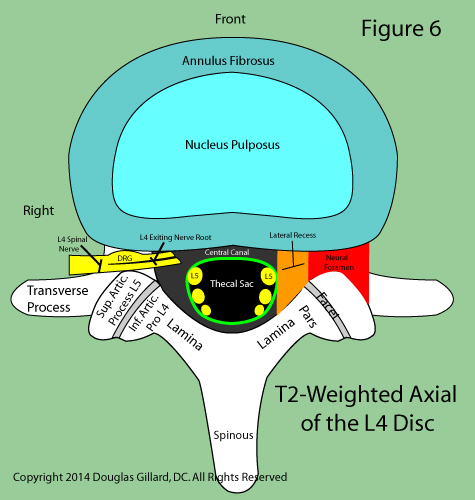 Front
Figure 6
Annulus Fibrosus
Nucleus Pulposus
Right
L4 Spinal
Nerve
DRG
L4 Exiting Nerve Root
Lateral Recess
Central Canal
Neural
Foramen
L5
L5
Thecal Sac
Transverse
Process
Sup. Artic.
Process L5
Inf. Artic.
Pro L4
Lamina
Lamina
Pars
Facet
T2-Weighted Axial
of the L4 Disc
Spinous
Copyright 2014 Douglas Gillard, DC. All Rights Reserved